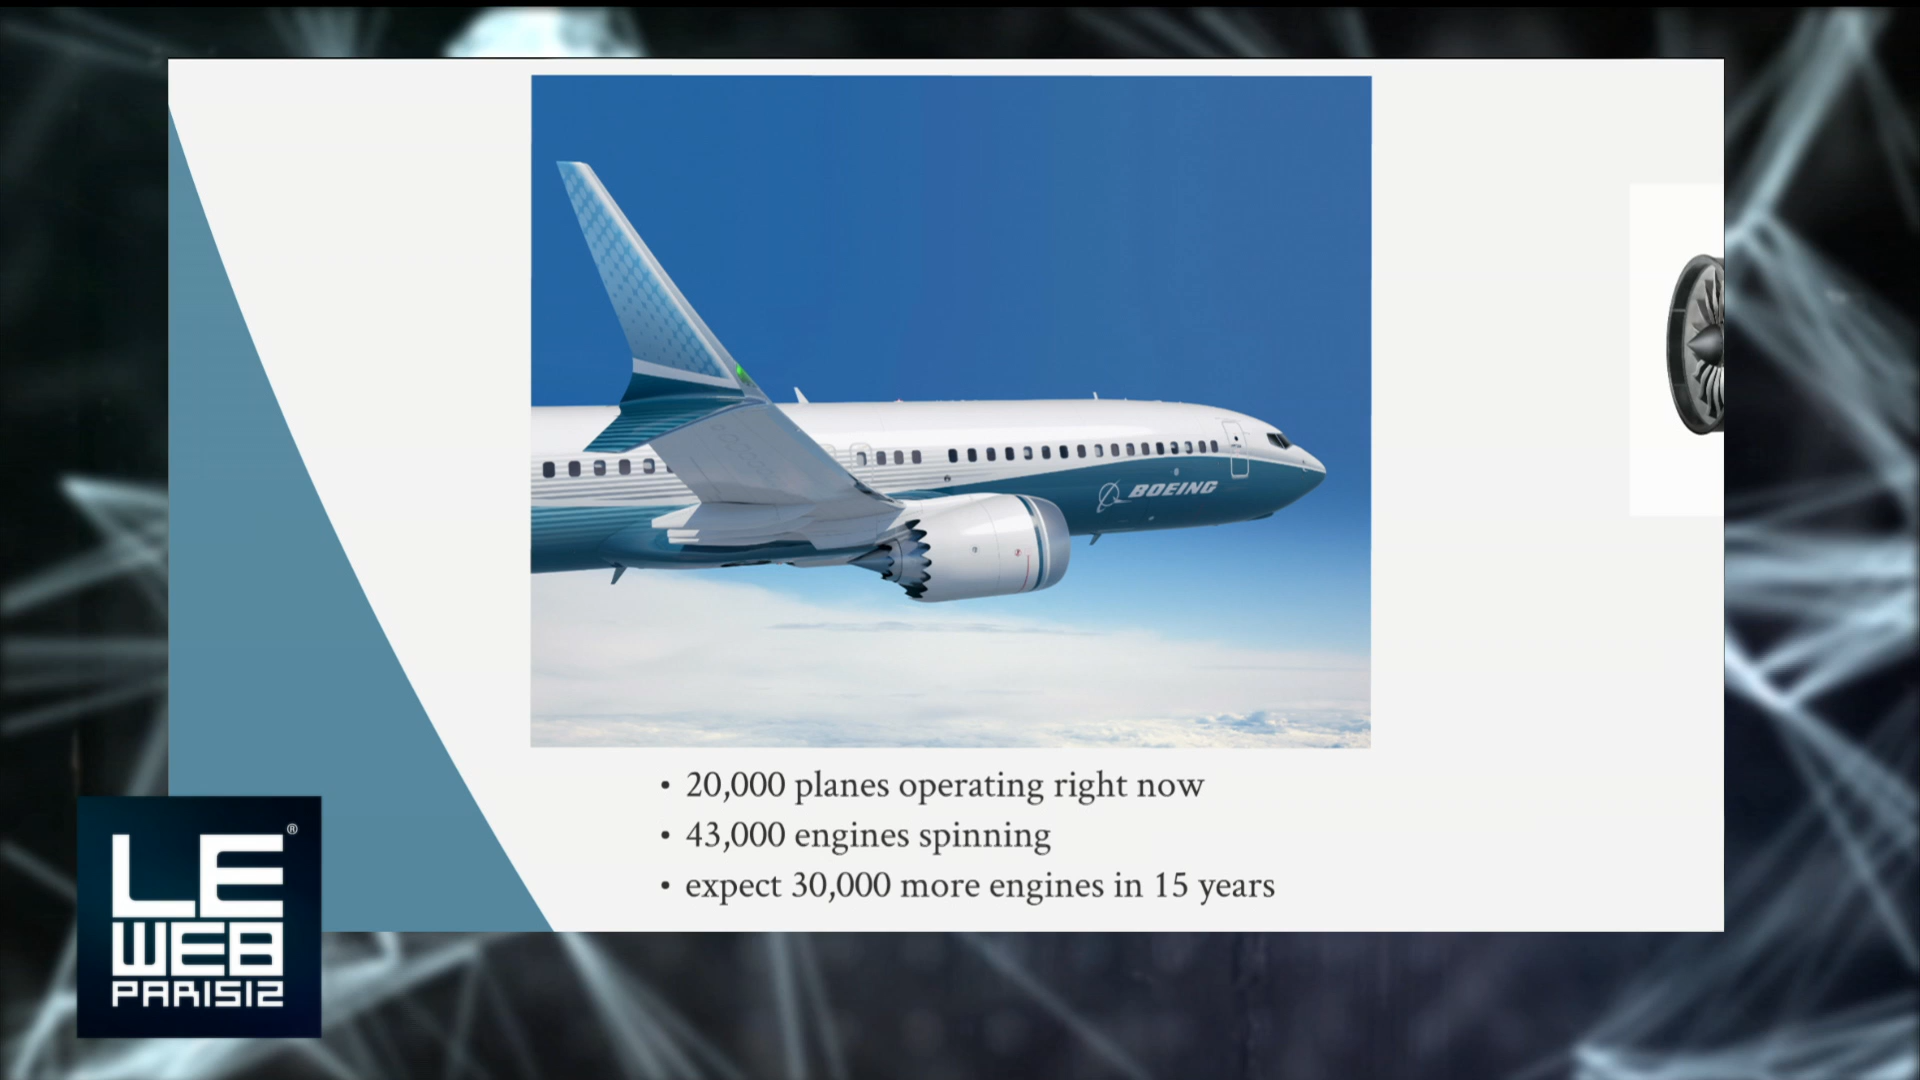 BOEING
• 20,000 planes operating right now
• 43,000 engines spinning
• expect 30,000 more engines in 15 years
LE®
WEB
PARIS12